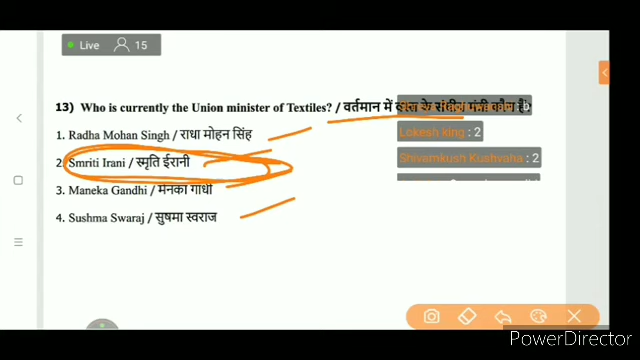 Live 15
13) Who is currently the Union minister of Textiles? / वर्तमान में के कौन है
1. Radha Mohan Singh / राधा मोहन सिंह
Lokesh king : 2
2. Smriti Irani / स्मृति ईरानी
Shivamkush Kushvaha : 2
3. Maneka Gandhi / मेनका गांधी
4. Sushma Swaraj / सुषमा स्वराज
PowerDirector